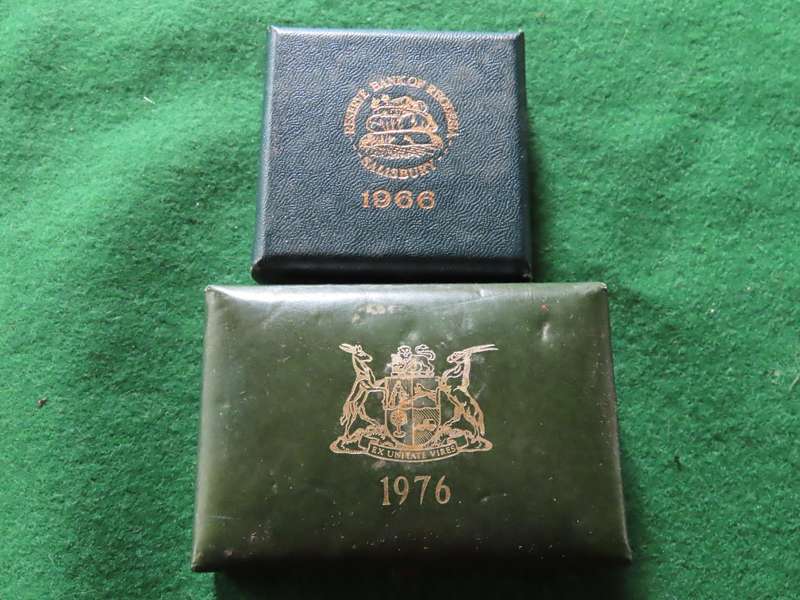 RESERVE BANK OF RHODESIA
SALISBURY
1966
EX UNITATE VIRES
1976